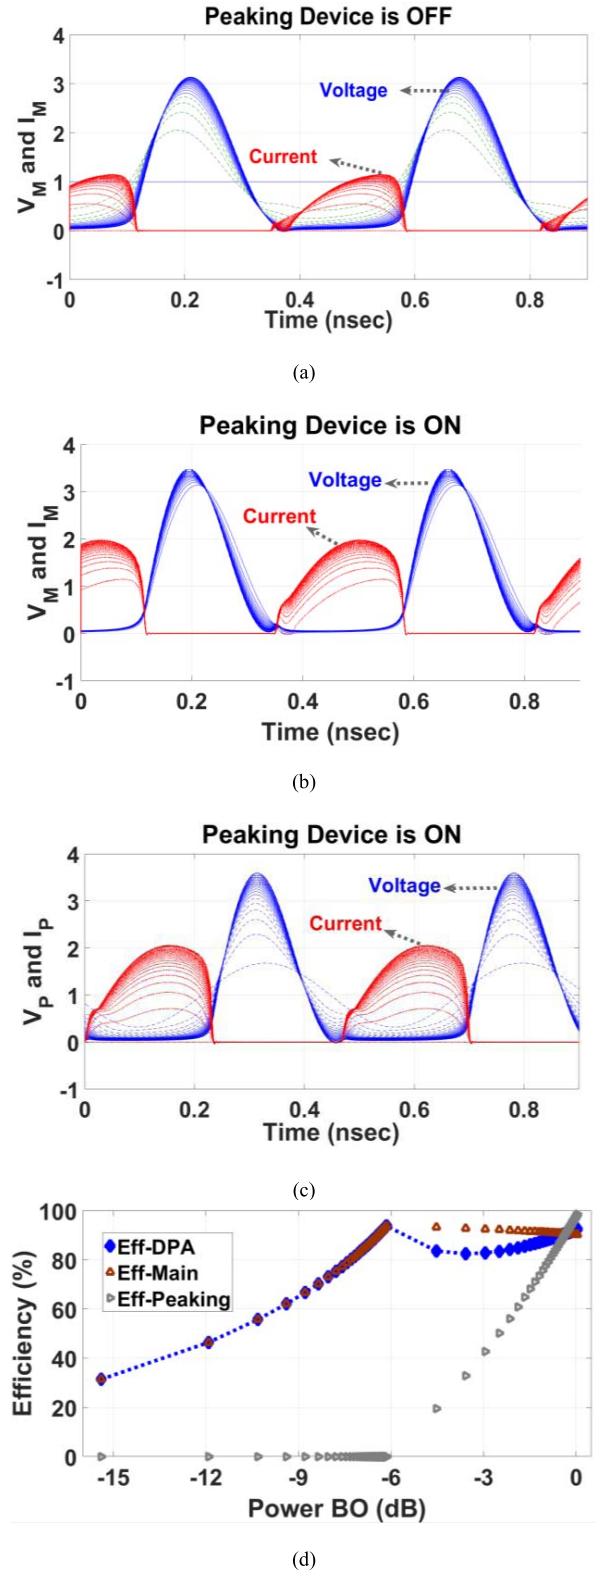 Peaking Device is OFF
V_M and I_M
4
3
2
1
0
-1
Voltage
Current
0 0.2 0.4 0.6 0.8
Time (nsec)
(a)
Peaking Device is ON
V_M and I_M
4
3
2
1
0
-1
Voltage
Current
0 0.2 0.4 0.6 0.8
Time (nsec)
(b)
Peaking Device is ON
V_P and I_P
4
3
2
1
0
-1
Voltage
Current
0 0.2 0.4 0.6 0.8
Time (nsec)
(c)
Efficiency (%)
100
80
60
40
20
0
Eff-DPA
Eff-Main
Eff-Peaking
-15 -12 -9 -6 -3 0
Power BO (dB)
(d)